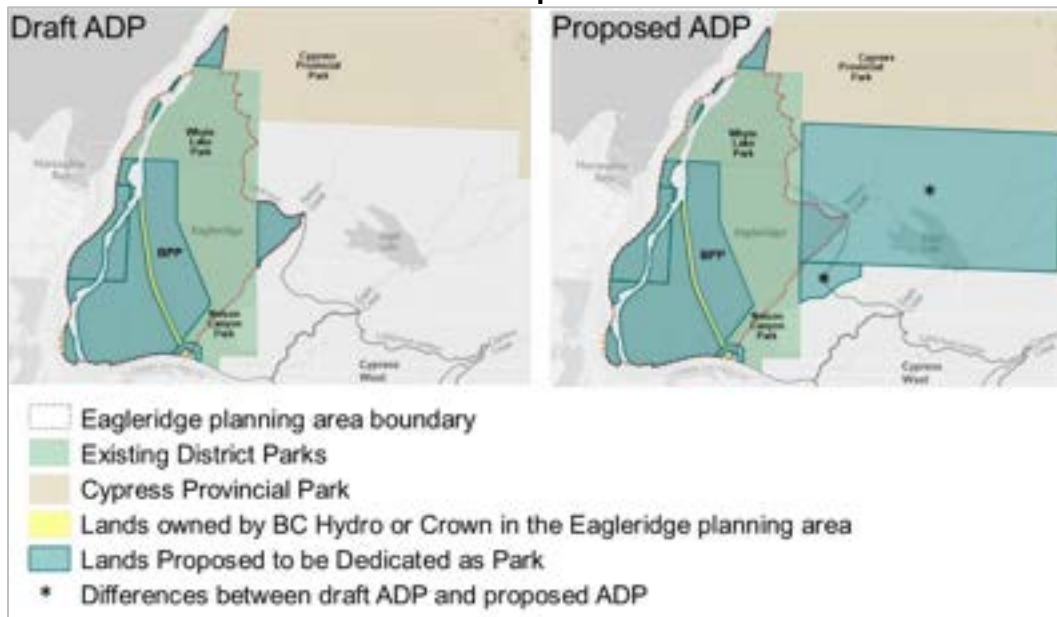 Draft ADP
Cypress
Provincial
Park
Whyte
Lake
Park
Eagleridge
BPP
Nelson
Canyon
Park
Cypress
West
Proposed ADP
Cypress
Provincial
Park
Whyte
Lake
Park
Eagleridge
*
BPP
*
Nelson
Canyon
Park
Cypress
West
Eagleridge planning area boundary
Existing District Parks
Cypress Provincial Park
Lands owned by BC Hydro or Crown in the Eagleridge planning area
Lands Proposed to be Dedicated as Park
* Differences between draft ADP and proposed ADP